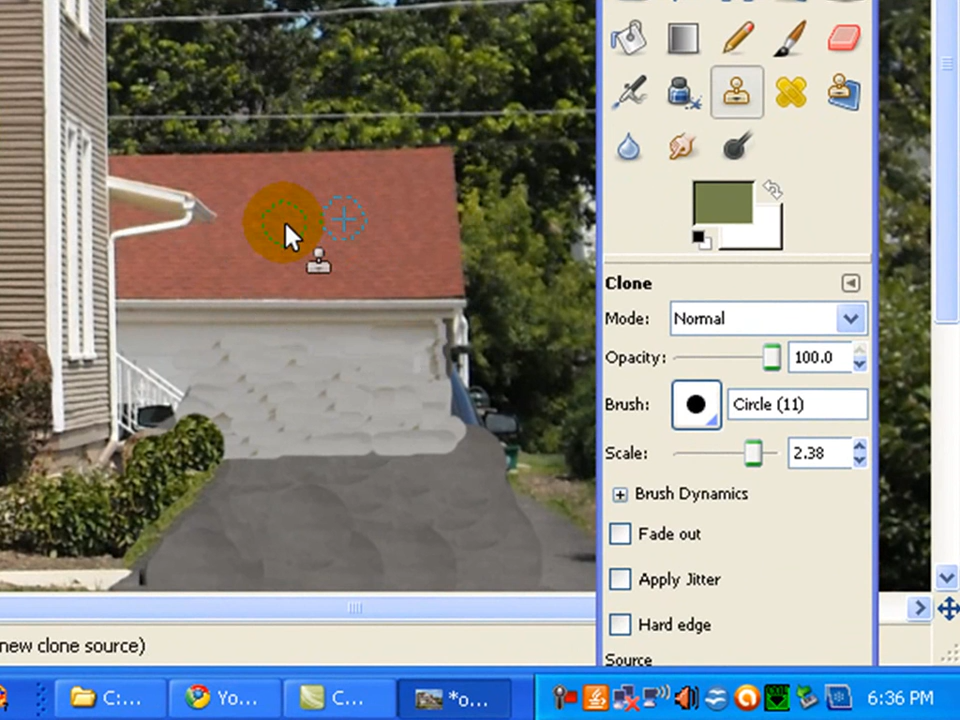 Clone
Mode: Normal
Opacity: 100.0
Brush: Circle (11)
Scale: 2.38
Brush Dynamics
Fade out
Apply Jitter
Hard edge
Source
new clone source)
C:... Yo... C... *o... 6:36 PM